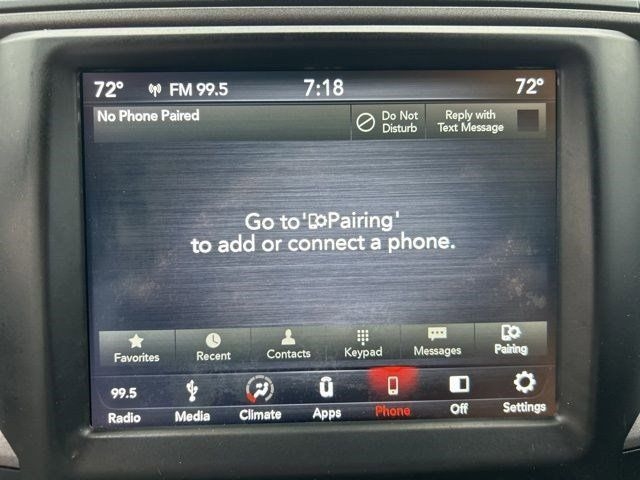 72° FM 99.5 7:18 72°
No Phone Paired Do Not Disturb Reply with Text Message
Go to 'Pairing'
to add or connect a phone.
Favorites Recent Contacts Keypad Messages Pairing
99.5
Radio Media Climate Apps Phone Off Settings